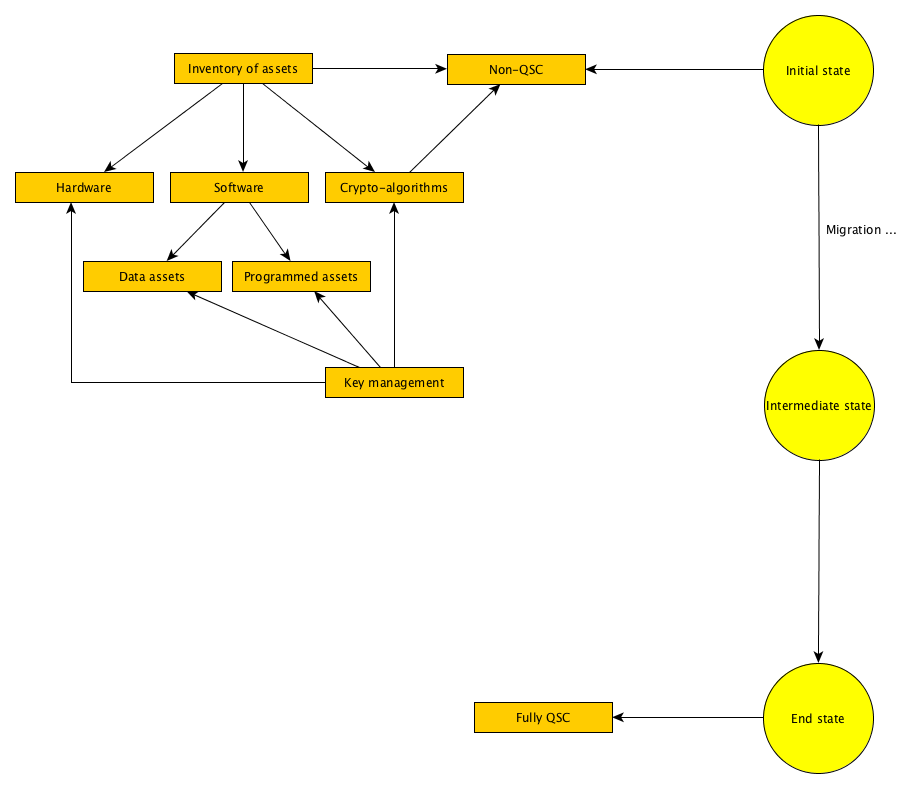 Inventory of assets
Non-QSC
Initial state
Hardware
Software
Crypto-algorithms
Migration ...
Data assets
Programmed assets
Key management
Intermediate state
Fully QSC
End state